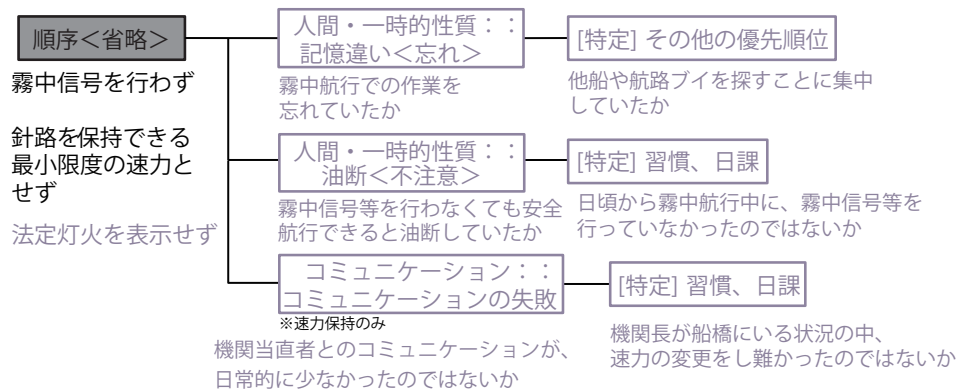 順序＜省略＞
霧中信号を行わず
針路を保持できる
最小限度の速力と
せず
法定灯火を表示せず
人間・一時的性質：：
記憶違い＜忘れ＞
霧中航行での作業を
忘れていたか
[特定] その他の優先順位
他船や航路ブイを探すことに集中
していたか
人間・一時的性質：：
油断＜不注意＞
霧中信号等を行わなくても安全
航行できると油断していたか
[特定] 習慣、日課
日頃から霧中航行中に、霧中信号等を
行っていなかったのではないか
コミュニケーション：：
コミュニケーションの失敗
※速力保持のみ
機関当直者とのコミュニケーションが、
日常的に少なかったのではないか
[特定] 習慣、日課
機関長が船橋にいる状況の中、
速力の変更をし難かったのではないか